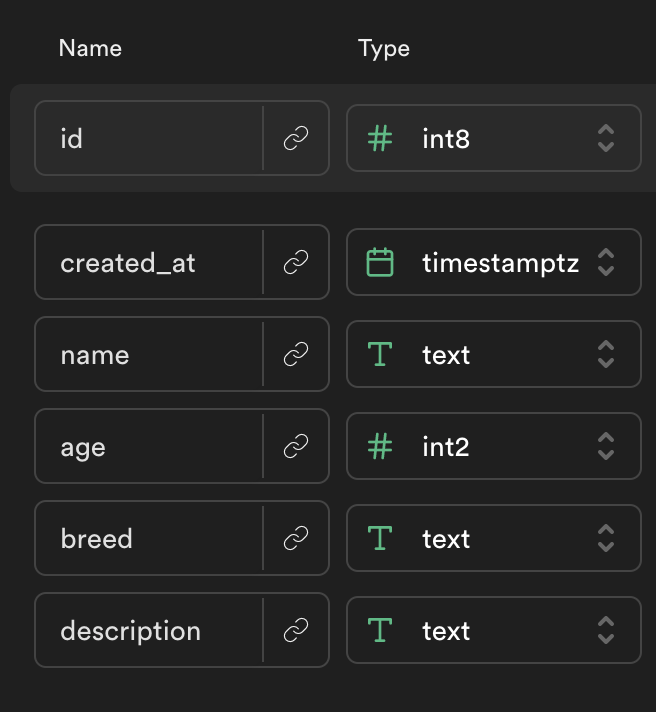 Name Type
id int8
created_at timestamptz
name text
age int2
breed text
description text